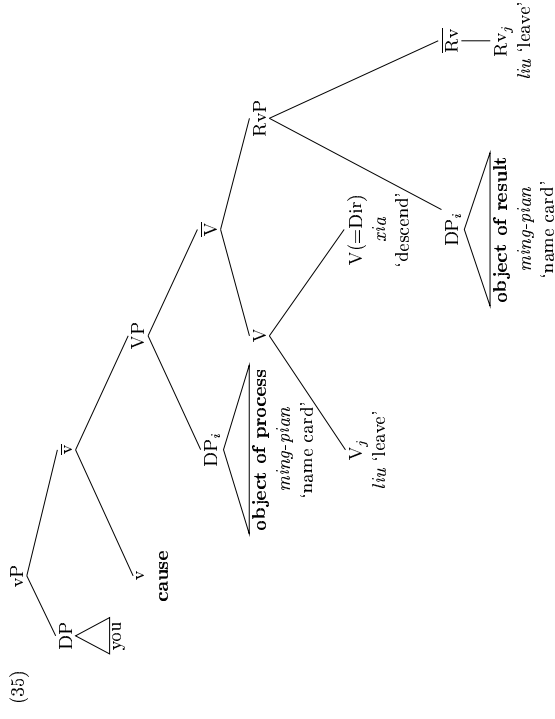 (35)
vP
DP
you
v̅
v
cause
VP
DPᵢ
object of process
ming-pian
‘name card’
V̅
V
Vⱼ
liu ‘leave’
V(=Dir)
xia
‘descend’
RvP
DPᵢ
object of result
ming-pian
‘name card’
R̅v̅
Rvⱼ
liu ‘leave’